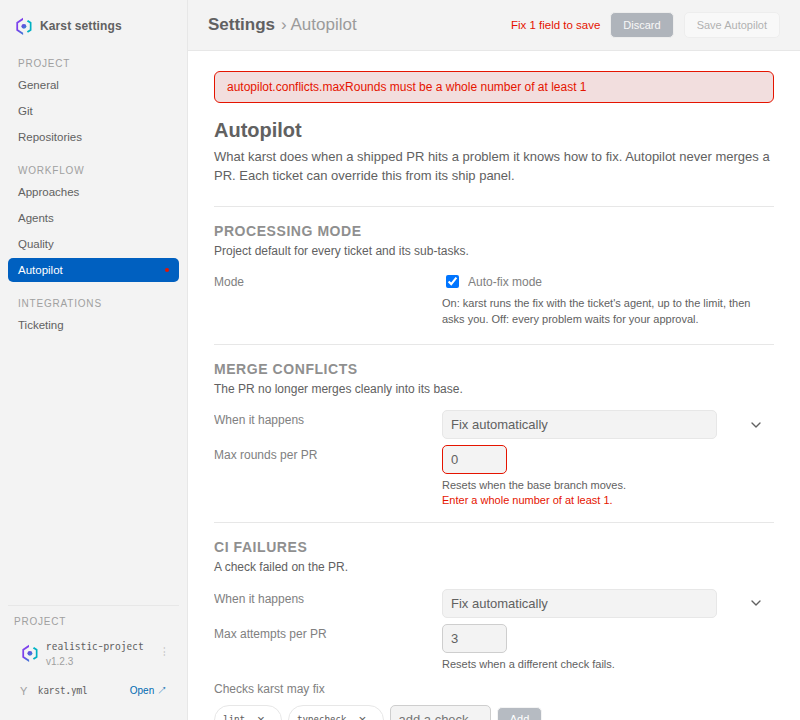 Karst settings
Settings › Autopilot
Fix 1 field to save
Discard
Save Autopilot
PROJECT
General
Git
Repositories
WORKFLOW
Approaches
Agents
Quality
Autopilot
INTEGRATIONS
Ticketing
PROJECT
realistic-project
v1.2.3
karst.yml
Open ↗
autopilot.conflicts.maxRounds must be a whole number of at least 1
Autopilot
What karst does when a shipped PR hits a problem it knows how to fix. Autopilot never merges a
PR. Each ticket can override this from its ship panel.
PROCESSING MODE
Project default for every ticket and its sub-tasks.
Mode
Auto-fix mode
On: karst runs the fix with the ticket's agent, up to the limit, then
asks you. Off: every problem waits for your approval.
MERGE CONFLICTS
The PR no longer merges cleanly into its base.
When it happens
Fix automatically
Max rounds per PR
0
Resets when the base branch moves.
Enter a whole number of at least 1.
CI FAILURES
A check failed on the PR.
When it happens
Fix automatically
Max attempts per PR
3
Resets when a different check fails.
Checks karst may fix
lint ×
typecheck ×
add a check
Add